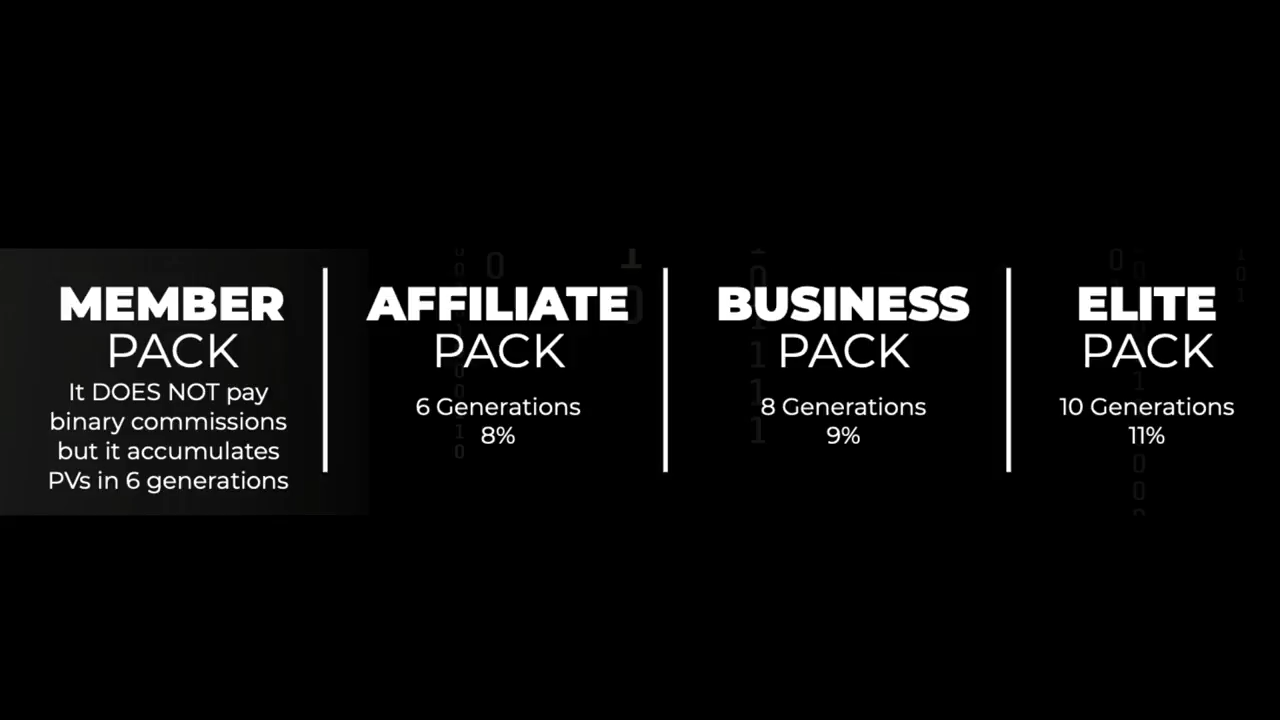 MEMBER
PACK
It DOES NOT pay
binary commissions
but it accumulates
PVs in 6 generations
AFFILIATE
PACK
6 Generations
8%
BUSINESS
PACK
8 Generations
9%
ELITE
PACK
10 Generations
11%